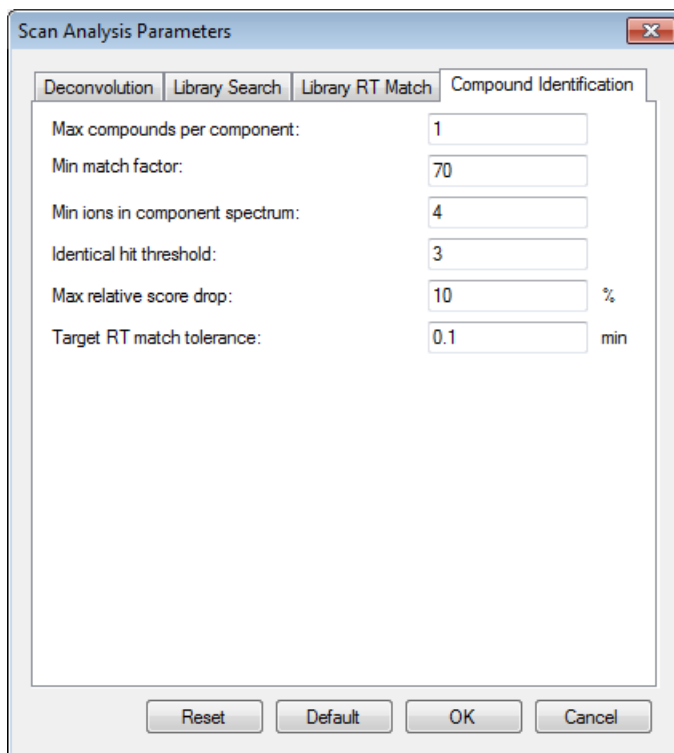 Scan Analysis Parameters
Deconvolution Library Search Library RT Match Compound Identification
Max compounds per component: 1
Min match factor: 70
Min ions in component spectrum: 4
Identical hit threshold: 3
Max relative score drop: 10 %
Target RT match tolerance: 0.1 min
Reset Default OK Cancel